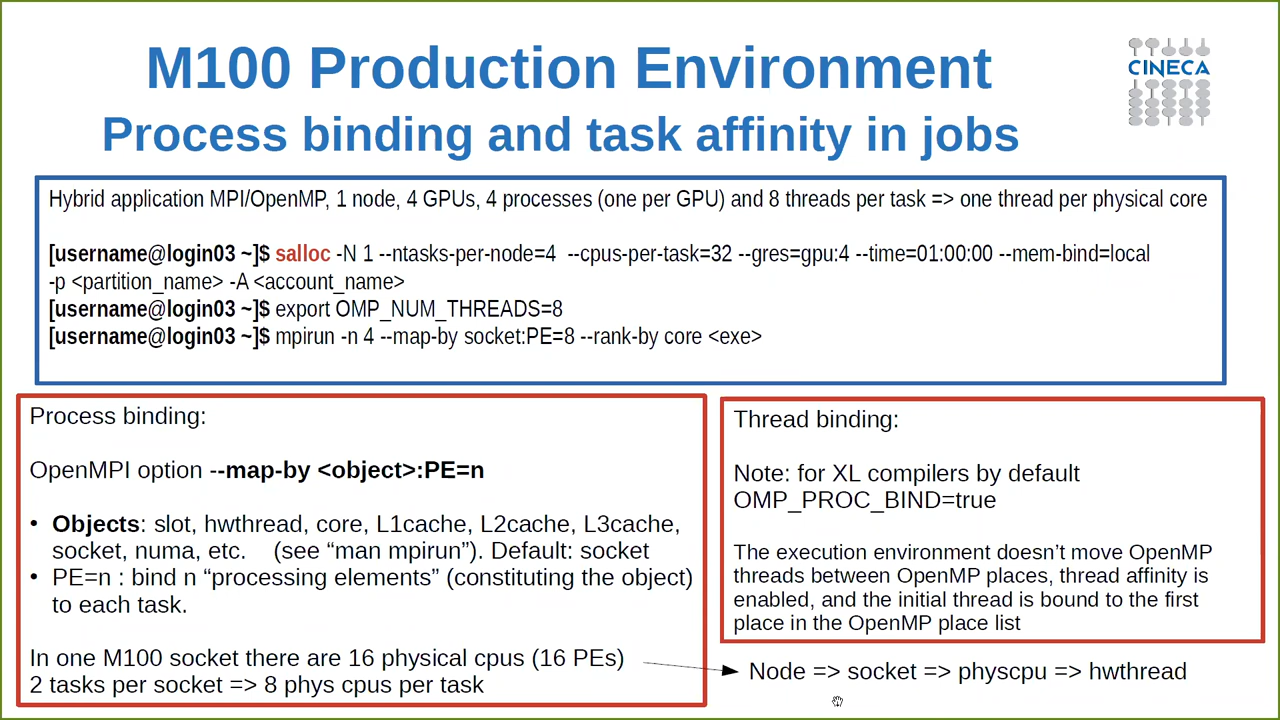 M100 Production Environment
CINECA
Process binding and task affinity in jobs
Hybrid application MPI/OpenMP, 1 node, 4 GPUs, 4 processes (one per GPU) and 8 threads per task => one thread per physical core
[username@login03 ~]$ salloc -N 1 --ntasks-per-node=4  --cpus-per-task=32 --gres=gpu:4 --time=01:00:00 --mem-bind=local
-p <partition_name> -A <account_name>
[username@login03 ~]$ export OMP_NUM_THREADS=8
[username@login03 ~]$ mpirun -n 4 --map-by socket:PE=8 --rank-by core <exe>
Process binding:
OpenMPI option --map-by <object>:PE=n
• Objects: slot, hwthread, core, L1cache, L2cache, L3cache,
socket, numa, etc.    (see “man mpirun”). Default: socket
• PE=n : bind n “processing elements” (constituting the object)
to each task.
In one M100 socket there are 16 physical cpus (16 PEs)
2 tasks per socket => 8 phys cpus per task
Thread binding:
Note: for XL compilers by default
OMP_PROC_BIND=true
The execution environment doesn’t move OpenMP
threads between OpenMP places, thread affinity is
enabled, and the initial thread is bound to the first
place in the OpenMP place list
Node => socket => physcpu => hwthread